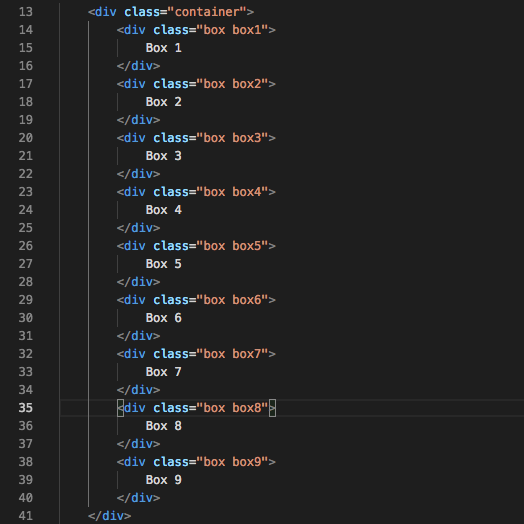 13 <div class="container">
14 <div class="box box1">
15 Box 1
16 </div>
17 <div class="box box2">
18 Box 2
19 </div>
20 <div class="box box3">
21 Box 3
22 </div>
23 <div class="box box4">
24 Box 4
25 </div>
26 <div class="box box5">
27 Box 5
28 </div>
29 <div class="box box6">
30 Box 6
31 </div>
32 <div class="box box7">
33 Box 7
34 </div>
35 <div class="box box8">
36 Box 8
37 </div>
38 <div class="box box9">
39 Box 9
40 </div>
41 </div>